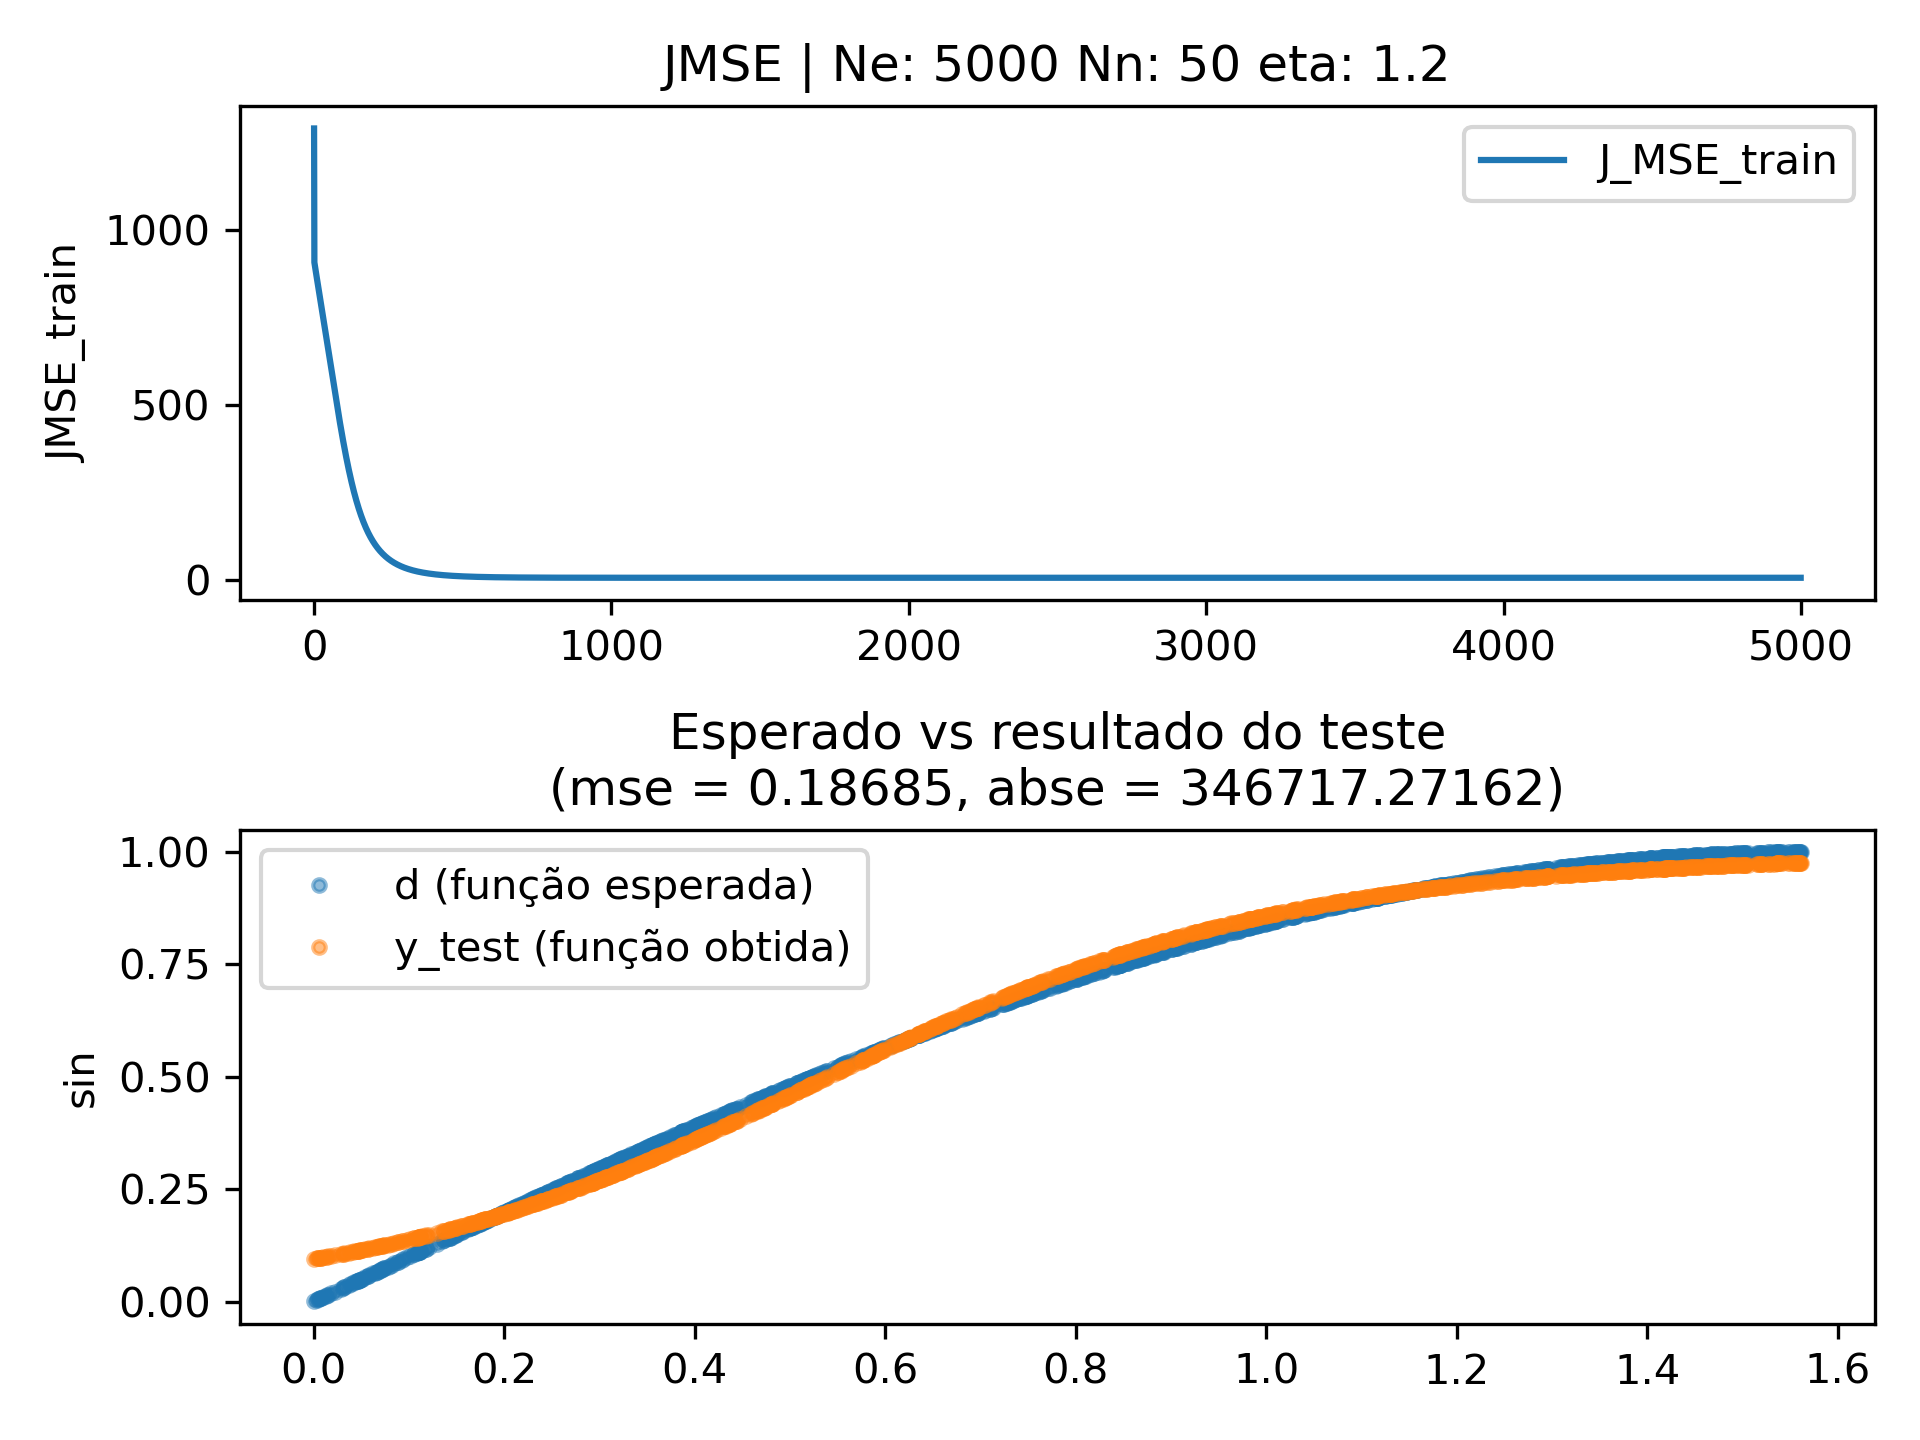 JMSE | Ne: 5000 Nn: 50 eta: 1.2
J_MSE_train
JMSE_train
1000
500
0
0
1000
2000
3000
4000
5000
Esperado vs resultado do teste
(mse = 0.18685, abse = 346717.27162)
d (função esperada)
y_test (função obtida)
sin
1.00
0.75
0.50
0.25
0.00
0.0
0.2
0.4
0.6
0.8
1.0
1.2
1.4
1.6